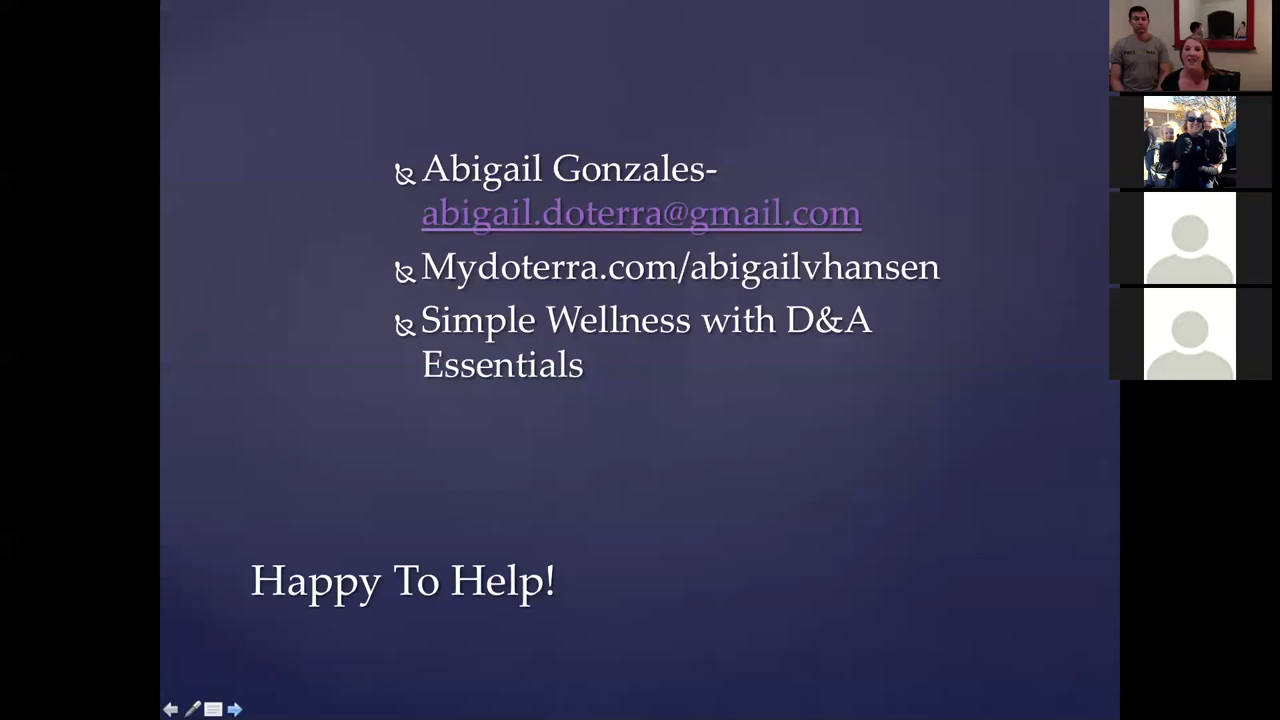 Abigail Gonzales-
abigail.doterra@gmail.com
Mydoterra.com/abigailvhansen
Simple Wellness with D&A
Essentials
Happy To Help!